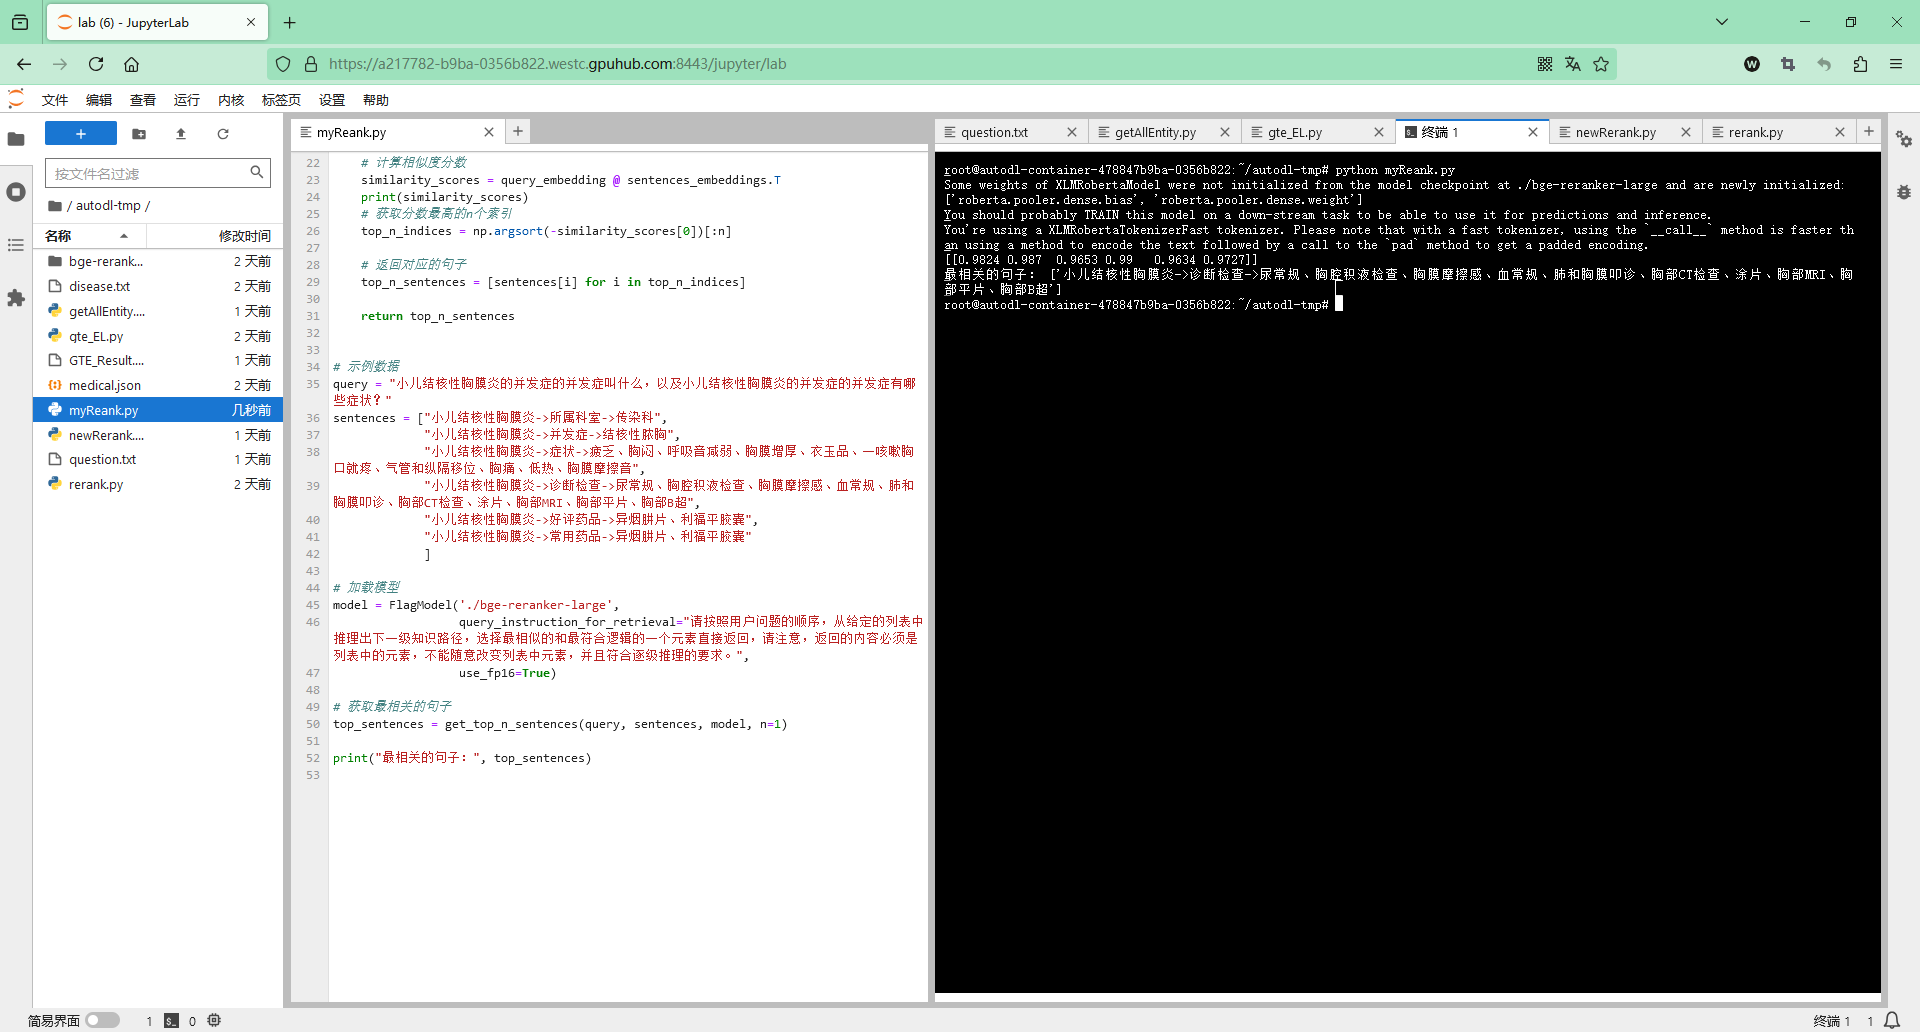 lab (6) - JupyterLab
https://a217782-b9ba-0356b822.westc.gpuhub.com:8443/jupyter/lab
W
文件 编辑 查看 运行 内核 标签页 设置 帮助
按文件名过滤
/ autodl-tmp /
名称 修改时间
bge-rerank... 2 天前
disease.txt 2 天前
getAllEntity.... 2 天前
gte_EL.py 2 天前
GTE_Result.... 1 天前
medical.json 2 天前
myReank.py 几秒前
newRerank.... 1 天前
question.txt 1 天前
rerank.py 2 天前
myReank.py
22 # 计算相似度分数
23 similarity_scores = query_embedding @ sentences_embeddings.T
24 print(similarity_scores)
25 # 获取分数最高的n个索引
26 top_n_indices = np.argsort(-similarity_scores[0])[:n]
27
28 # 返回对应的句子
29 top_n_sentences = [sentences[i] for i in top_n_indices]
30
31 return top_n_sentences
32
33
34 # 示例数据
35 query = "小儿结核性胸膜炎的并发症的并发症叫什么，以及小儿结核性胸膜炎的并发症的并发症有哪
些症状？"
36 sentences = ["小儿结核性胸膜炎->所属科室->传染科",
37 "小儿结核性胸膜炎->并发症->结核性脓胸",
38 "小儿结核性胸膜炎->症状->疲乏、胸闷、呼吸音减弱、胸膜增厚、衣玉品、一咳嗽胸
口就疼、气管和纵隔移位、胸痛、低热、胸膜摩擦音",
39 "小儿结核性胸膜炎->诊断检查->尿常规、胸腔积液检查、胸膜摩擦感、血常规、肺和
胸膜叩诊、胸部CT检查、涂片、胸部MRI、胸部平片、胸部B超",
40 "小儿结核性胸膜炎->好评药品->异烟肼片、利福平胶囊",
41 "小儿结核性胸膜炎->常用药品->异烟肼片、利福平胶囊"
42 ]
43
44 # 加载模型
45 model = FlagModel('./bge-reranker-large',
46 query_instruction_for_retrieval="请按照用户问题的顺序，从给定的列表中
推理出下一级知识路径，选择最相似的和最符合逻辑的一个元素直接返回，请注意，返回的内容必须是
列表中的元素，不能随意改变列表中元素，并且符合逐级推理的要求。",
47 use_fp16=True)
48
49 # 获取最相关的句子
50 top_sentences = get_top_n_sentences(query, sentences, model, n=1)
51
52 print("最相关的句子：", top_sentences)
53
question.txt getAllEntity.py gte_EL.py 终端 1 newRerank.py rerank.py
root@autodl-container-478847b9ba-0356b822:~/autodl-tmp# python myReank.py
Some weights of XLMRobertaModel were not initialized from the model checkpoint at ./bge-reranker-large and are newly initialized:
['roberta.pooler.dense.bias', 'roberta.pooler.dense.weight']
You should probably TRAIN this model on a down-stream task to be able to use it for predictions and inference.
You're using a XLMRobertaTokenizerFast tokenizer. Please note that with a fast tokenizer, using the `__call__` method is faster th
an using a method to encode the text followed by a call to the `pad` method to get a padded encoding.
[[0.9824 0.987 0.9653 0.99 0.9634 0.9727]]
最相关的句子： ['小儿结核性胸膜炎->诊断检查->尿常规、胸腔积液检查、胸膜摩擦感、血常规、肺和胸膜叩诊、胸部CT检查、涂片、胸部MRI、胸
部平片、胸部B超']
root@autodl-container-478847b9ba-0356b822:~/autodl-tmp#
简易界面 1 0 终端 1 1